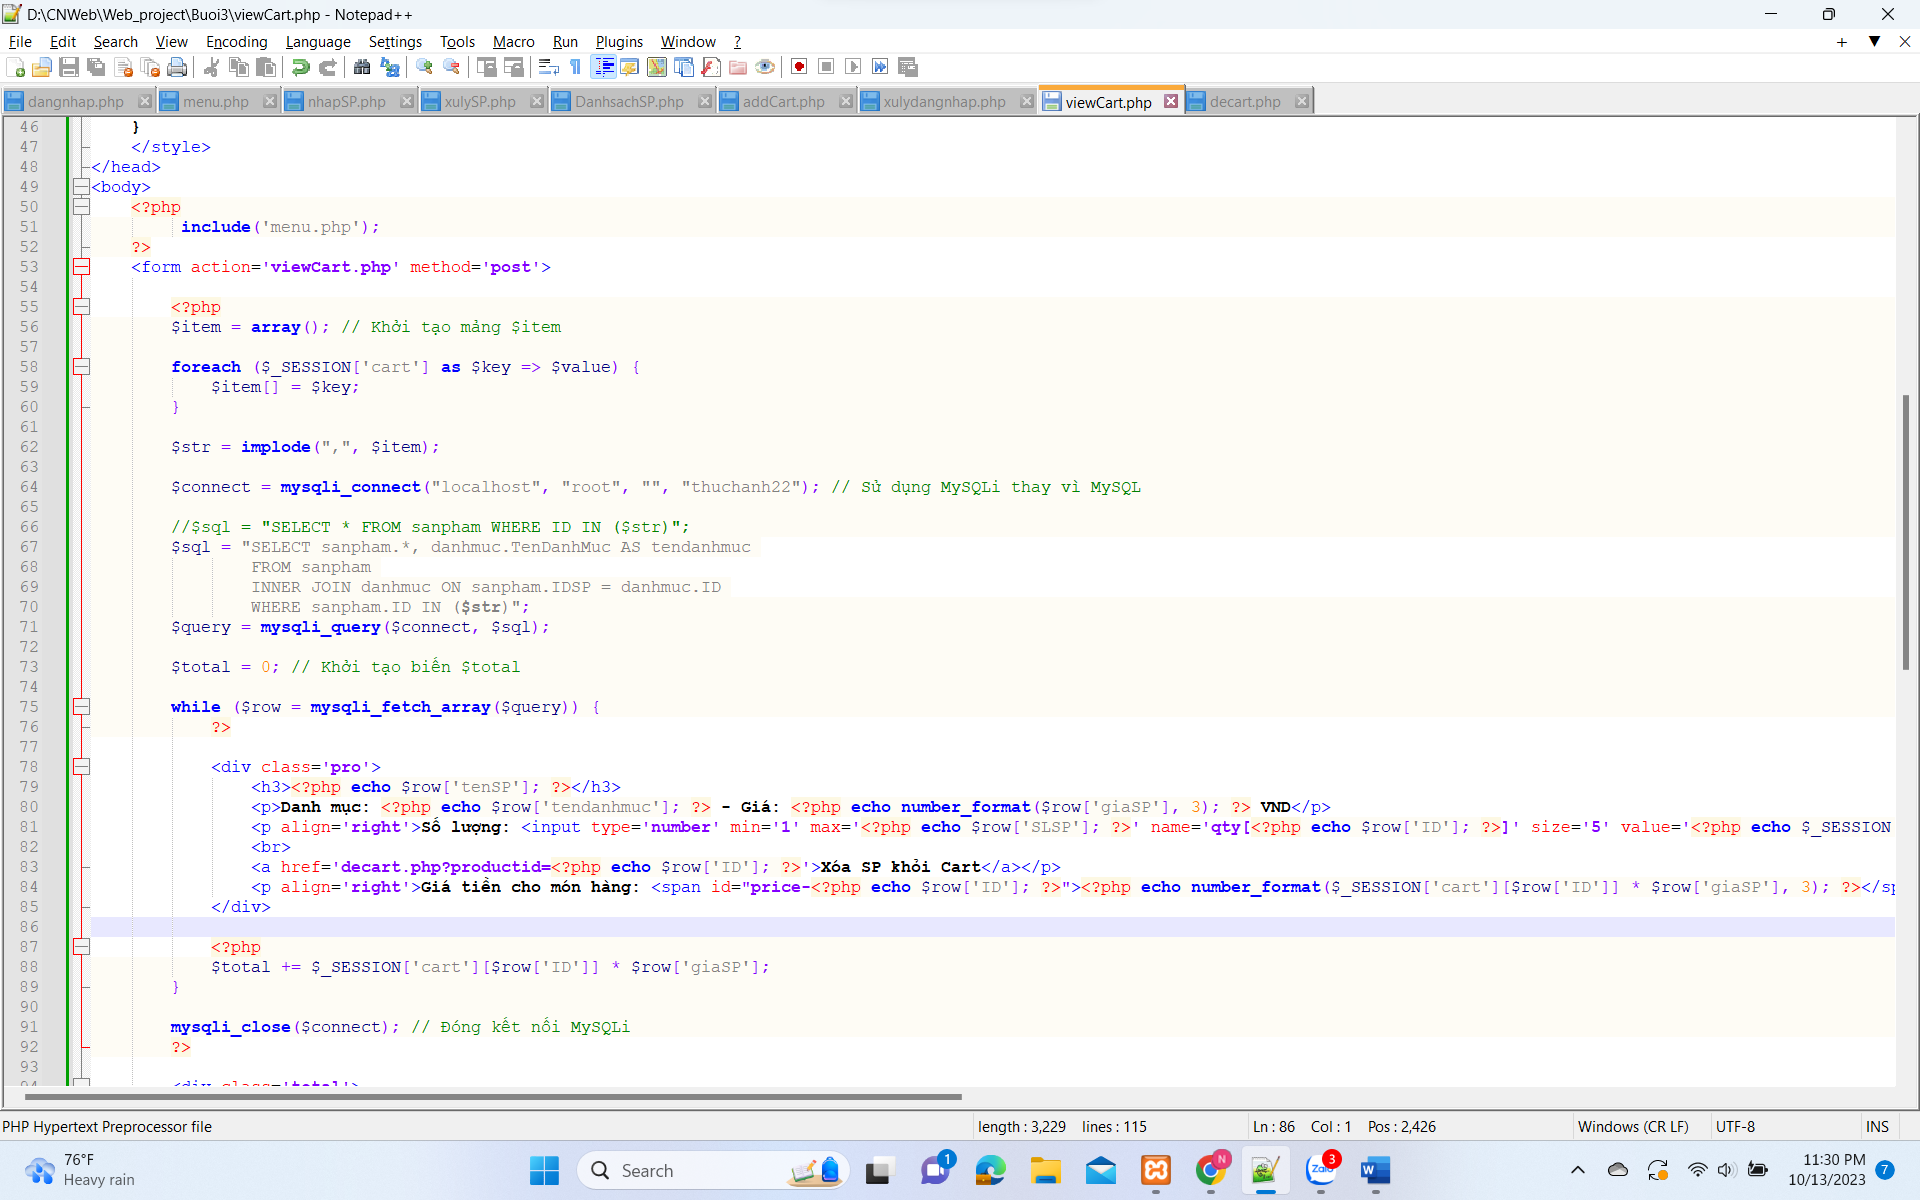 D:\CNWeb\Web_project\Buoi3\viewCart.php - Notepad++
File Edit Search View Encoding Language Settings Tools Macro Run Plugins Window ?
dangnhap.php menu.php nhapSP.php xulySP.php DanhsachSP.php addCart.php xulydangnhap.php viewCart.php decart.php
46 }
47 </style>
48 </head>
49 <body>
50 <?php
51 include('menu.php');
52 ?>
53 <form action='viewCart.php' method='post'>
54
55 <?php
56 $item = array(); // Khởi tạo mảng $item
57
58 foreach ($_SESSION['cart'] as $key => $value) {
59 $item[] = $key;
60 }
61
62 $str = implode(",", $item);
63
64 $connect = mysqli_connect("localhost", "root", "", "thuchanh22"); // Sử dụng MySQLi thay vì MySQL
65
66 //$sql = "SELECT * FROM sanpham WHERE ID IN ($str)";
67 $sql = "SELECT sanpham.*, danhmuc.TenDanhMuc AS tendanhmuc
68 FROM sanpham
69 INNER JOIN danhmuc ON sanpham.IDSP = danhmuc.ID
70 WHERE sanpham.ID IN ($str)";
71 $query = mysqli_query($connect, $sql);
72
73 $total = 0; // Khởi tạo biến $total
74
75 while ($row = mysqli_fetch_array($query)) {
76 ?>
77
78 <div class='pro'>
79 <h3><?php echo $row['tenSP']; ?></h3>
80 <p>Danh mục: <?php echo $row['tendanhmuc']; ?> - Giá: <?php echo number_format($row['giaSP'], 3); ?> VND</p>
81 <p align='right'>Số lượng: <input type='number' min='1' max='<?php echo $row['SLSP']; ?>' name='qty[<?php echo $row['ID']; ?>]' size='5' value='<?php echo $_SESSION
82 <br>
83 <a href='decart.php?productid=<?php echo $row['ID']; ?>'>Xóa SP khỏi Cart</a></p>
84 <p align='right'>Giá tiền cho món hàng: <span id="price-<?php echo $row['ID']; ?>"><?php echo number_format($_SESSION['cart'][$row['ID']] * $row['giaSP'], 3); ?></sp
85 </div>
86
87 <?php
88 $total += $_SESSION['cart'][$row['ID']] * $row['giaSP'];
89 }
90
91 mysqli_close($connect); // Đóng kết nối MySQLi
92 ?>
93
94 <div class='total'>
PHP Hypertext Preprocessor file length : 3,229 lines : 115 Ln : 86 Col : 1 Pos : 2,426 Windows (CR LF) UTF-8 INS
76°F
Heavy rain
Search
1
N
Zalo
3
W
11:30 PM
10/13/2023
7